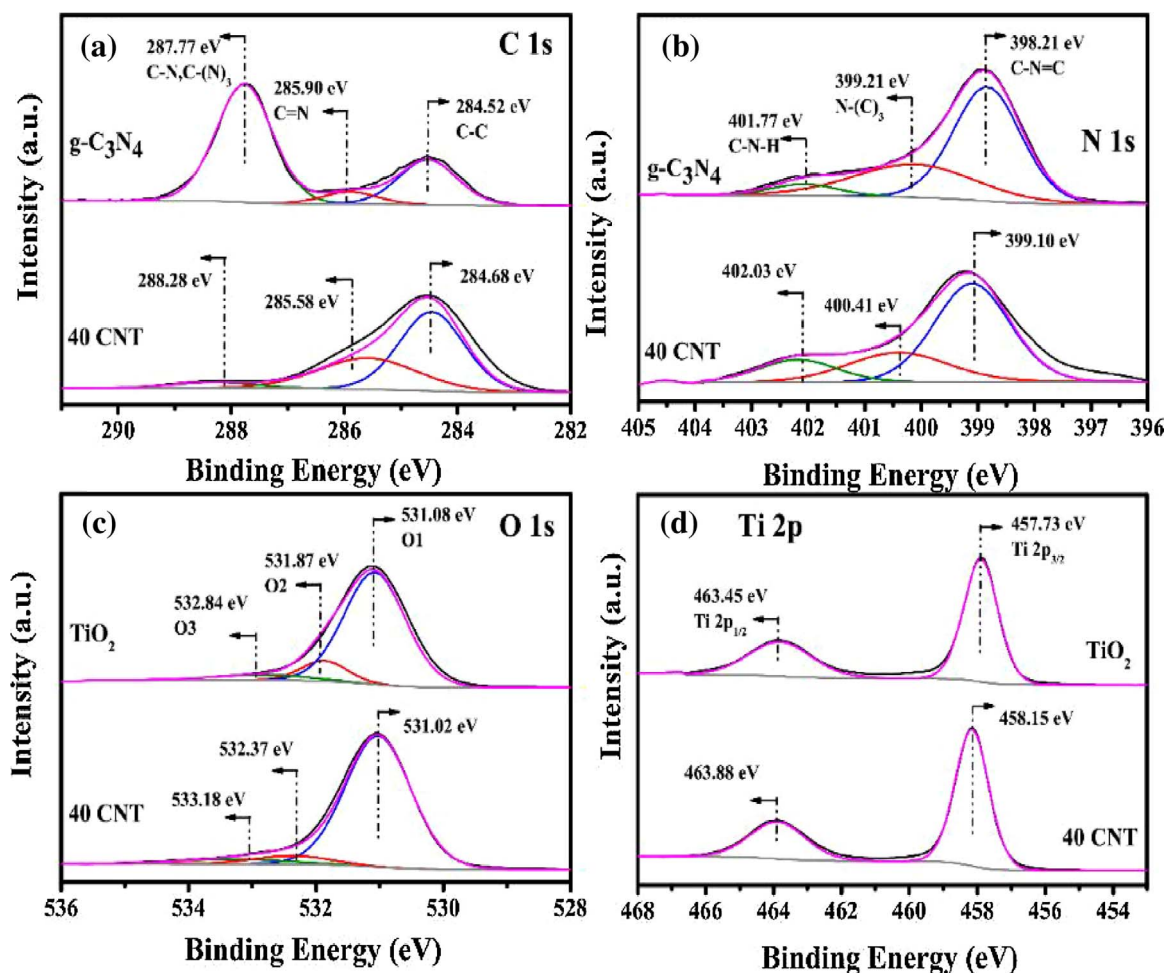 (a)
C 1s
287.77 eV
C-N,C-(N)₃
285.90 eV
C=N
284.52 eV
C-C
g-C₃N₄
288.28 eV
285.58 eV
284.68 eV
40 CNT
290 288 286 284 282
Binding Energy (eV)
Intensity (a.u.)
(b)
N 1s
398.21 eV
C-N=C
399.21 eV
N-(C)₃
401.77 eV
C-N-H
g-C₃N₄
399.10 eV
402.03 eV
400.41 eV
40 CNT
405 404 403 402 401 400 399 398 397 396
Binding Energy (eV)
Intensity (a.u.)
(c)
O 1s
531.08 eV
O1
531.87 eV
O2
532.84 eV
O3
TiO₂
531.02 eV
532.37 eV
533.18 eV
40 CNT
536 534 531 530 528
Binding Energy (eV)
Intensity (a.u.)
(d)
Ti 2p
457.73 eV
Ti 2p₃/₂
463.45 eV
Ti 2p₁/₂
TiO₂
458.15 eV
463.88 eV
40 CNT
468 466 464 462 460 458 456 454
Binding Energy (eV)
Intensity (a.u.)